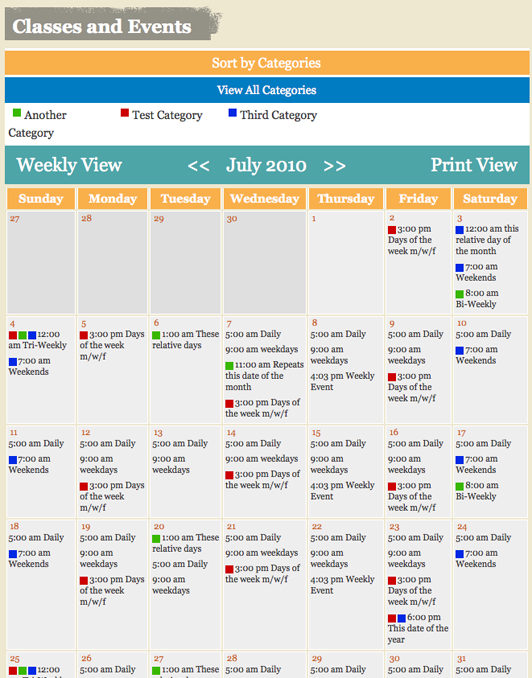 Classes and Events
Sort by Categories
View All Categories
Another
Category
Test Category
Third Category
Weekly View
<< July 2010 >>
Print View
Sunday
Monday
Tuesday
Wednesday
Thursday
Friday
Saturday
27
28
29
30
1
2
3:00 pm
Days of the
week m/w/f
3
12:00 am this
relative day of
the month
7:00 am
Weekends
8:00 am
Bi-Weekly
4
12:00
am Tri-Weekly
7:00 am
Weekends
5
3:00 pm Days
of the week
m/w/f
6
1:00 am These
relative days
7
5:00 am Daily
9:00 am weekdays
11:00 am Repeats
this date of the
month
3:00 pm Days of
the week m/w/f
8
5:00 am Daily
9:00 am
weekdays
4:03 pm Weekly
Event
9
5:00 am Daily
9:00 am
weekdays
3:00 pm
Days of the
week m/w/f
10
5:00 am Daily
7:00 am
Weekends
11
5:00 am Daily
7:00 am
Weekends
12
5:00 am Daily
9:00 am
weekdays
3:00 pm Days
of the week
m/w/f
13
5:00 am Daily
9:00 am
weekdays
14
5:00 am Daily
9:00 am weekdays
3:00 pm Days of
the week m/w/f
15
5:00 am Daily
9:00 am
weekdays
4:03 pm Weekly
Event
16
5:00 am Daily
9:00 am
weekdays
3:00 pm
Days of the
week m/w/f
17
5:00 am Daily
7:00 am
Weekends
8:00 am
Bi-Weekly
18
5:00 am Daily
7:00 am
Weekends
19
5:00 am Daily
9:00 am
weekdays
3:00 pm Days
of the week
m/w/f
20
1:00 am These
relative days
5:00 am Daily
9:00 am
weekdays
21
5:00 am Daily
9:00 am weekdays
3:00 pm Days of
the week m/w/f
22
5:00 am Daily
9:00 am
weekdays
4:03 pm Weekly
Event
23
5:00 am Daily
9:00 am
weekdays
3:00 pm
Days of the
week m/w/f
6:00 pm
This date of the
year
24
5:00 am Daily
7:00 am
Weekends
25
12:00
26
5:00 am Daily
27
1:00 am These
28
5:00 am Daily
29
5:00 am Daily
30
5:00 am Daily
31
5:00 am Daily